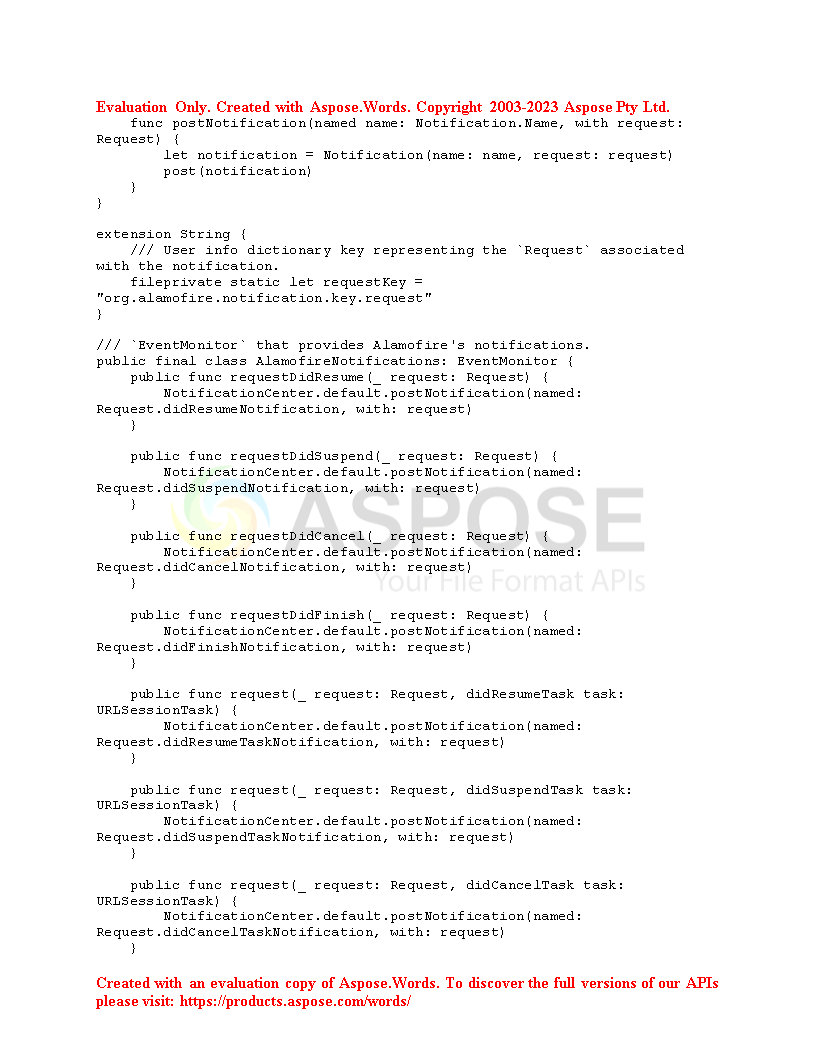 Evaluation Only. Created with Aspose.Words. Copyright 2003-2023 Aspose Pty Ltd.
    func postNotification(named name: Notification.Name, with request:
Request) {
        let notification = Notification(name: name, request: request)
        post(notification)
    }
}

extension String {
    /// User info dictionary key representing the `Request` associated
with the notification.
    fileprivate static let requestKey =
"org.alamofire.notification.key.request"
}

/// `EventMonitor` that provides Alamofire's notifications.
public final class AlamofireNotifications: EventMonitor {
    public func requestDidResume(_ request: Request) {
        NotificationCenter.default.postNotification(named:
Request.didResumeNotification, with: request)
    }

    public func requestDidSuspend(_ request: Request) {
        NotificationCenter.default.postNotification(named:
Request.didSuspendNotification, with: request)
    }

    public func requestDidCancel(_ request: Request) {
        NotificationCenter.default.postNotification(named:
Request.didCancelNotification, with: request)
    }

    public func requestDidFinish(_ request: Request) {
        NotificationCenter.default.postNotification(named:
Request.didFinishNotification, with: request)
    }

    public func request(_ request: Request, didResumeTask task:
URLSessionTask) {
        NotificationCenter.default.postNotification(named:
Request.didResumeTaskNotification, with: request)
    }

    public func request(_ request: Request, didSuspendTask task:
URLSessionTask) {
        NotificationCenter.default.postNotification(named:
Request.didSuspendTaskNotification, with: request)
    }

    public func request(_ request: Request, didCancelTask task:
URLSessionTask) {
        NotificationCenter.default.postNotification(named:
Request.didCancelTaskNotification, with: request)
    }

ASPOSE
Your File Format APIs
Created with an evaluation copy of Aspose.Words. To discover the full versions of our APIs
please visit: https://products.aspose.com/words/